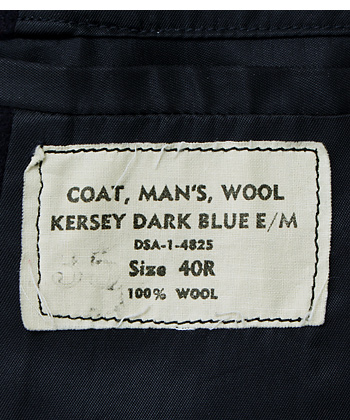 COAT, MAN'S, WOOL
KERSEY DARK BLUE E/M
DSA-1-4825
Size 40R
100% WOOL